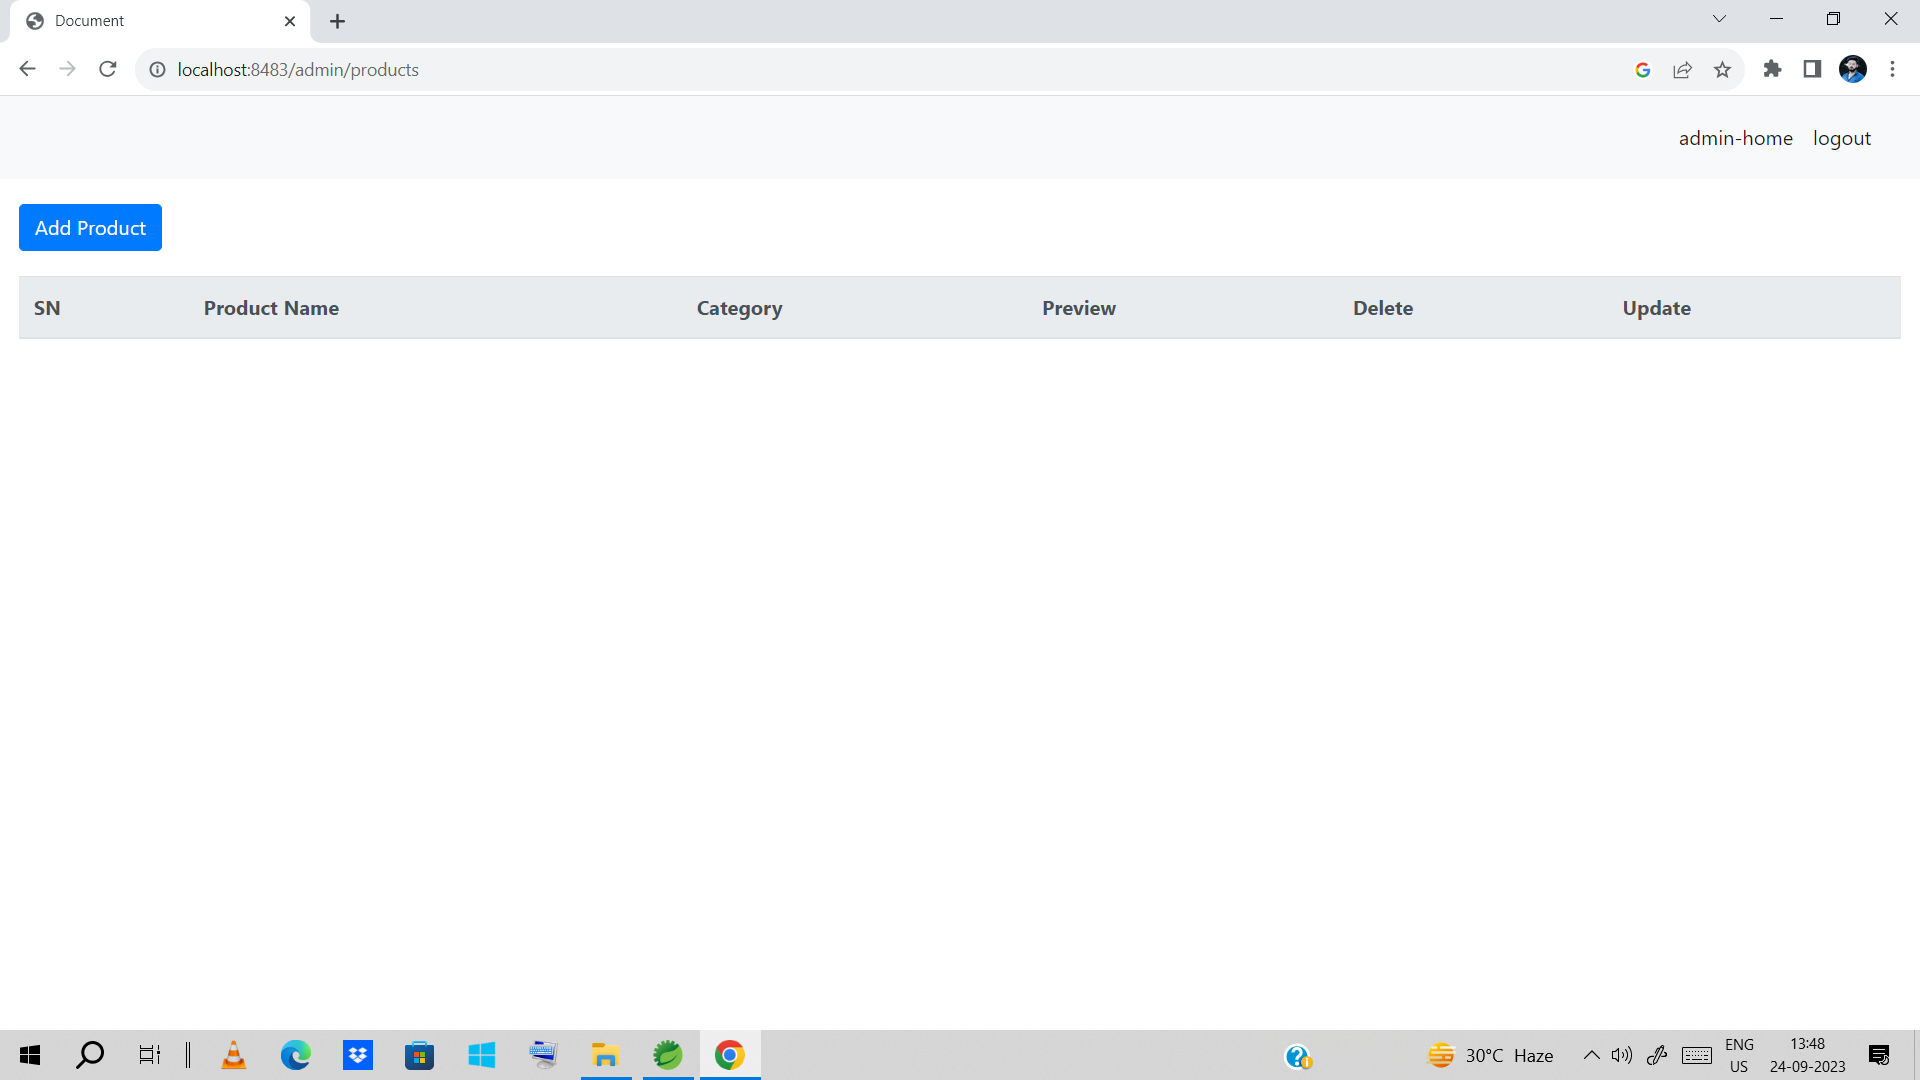 Document
localhost:8483/admin/products
admin-home logout
Add Product
SN Product Name Category Preview Delete Update
30°C Haze
ENG
US
13:48
24-09-2023